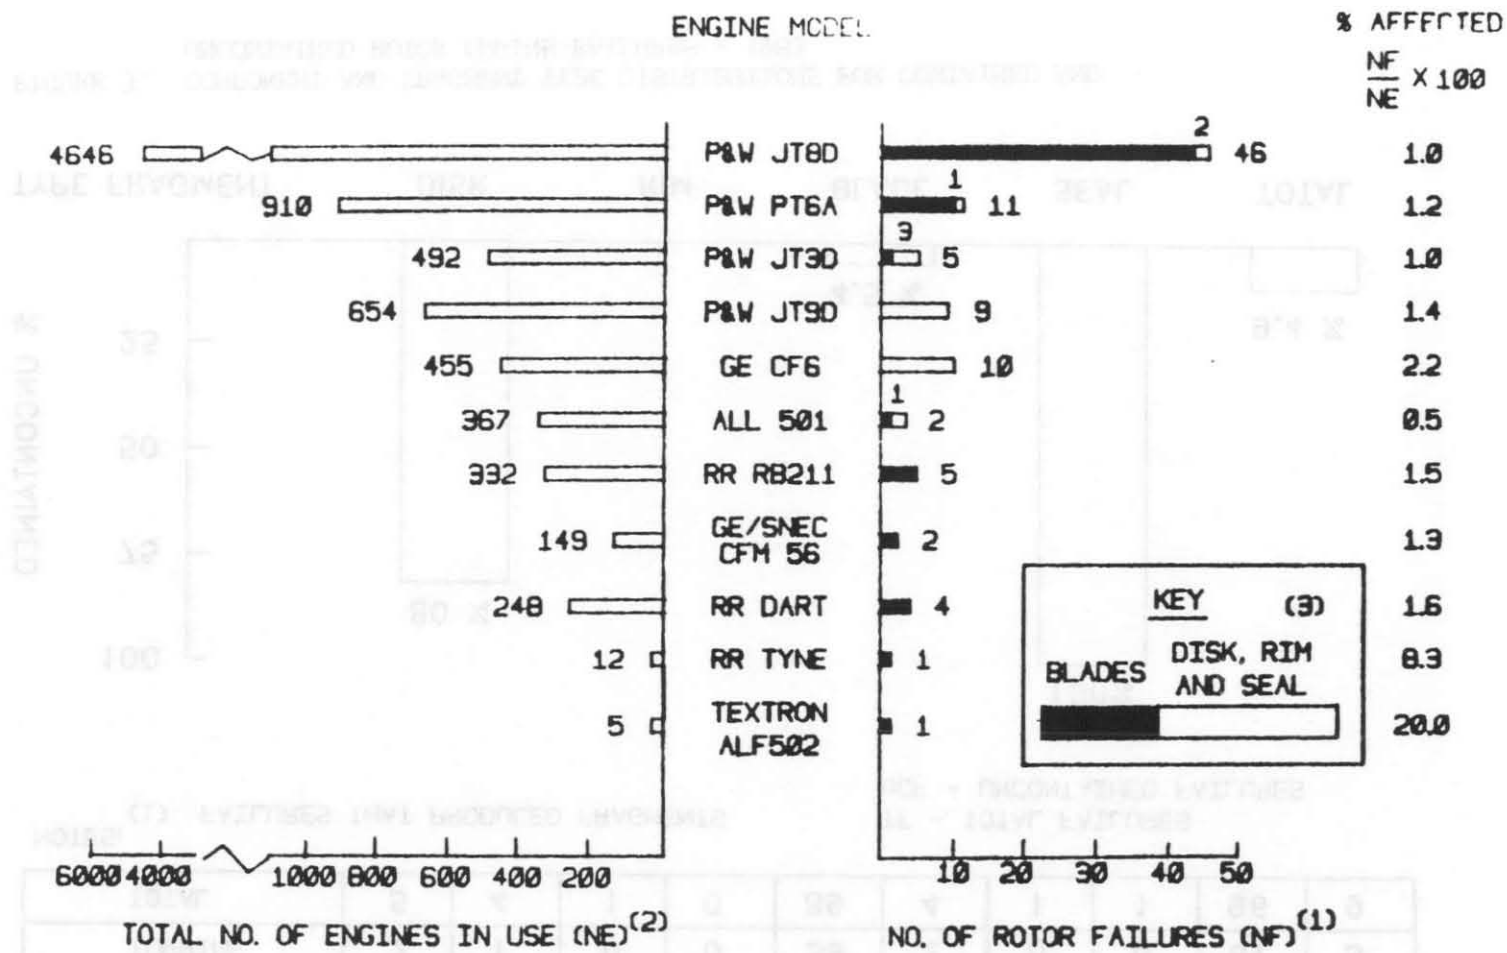 ENGINE MODEL % AFFECTED
NF
NE X 100
4646 P&W JT8D 2 46 1.0
910 P&W PT6A 1 11 1.2
492 P&W JT3D 3 5 1.0
654 P&W JT9D 9 1.4
455 GE CF6 10 2.2
367 ALL 501 1 2 0.5
332 RR RB211 5 1.5
149 GE/SNEC
CFM 56 2 1.3
248 RR DART 4 1.6
12 RR TYNE 1 8.3
5 TEXTRON
ALF502 1 20.0
KEY (3)
BLADES DISK, RIM
AND SEAL
6000 4000 1000 800 600 400 200 10 20 30 40 50
TOTAL NO. OF ENGINES IN USE (NE)(2) NO. OF ROTOR FAILURES (NF)(1)